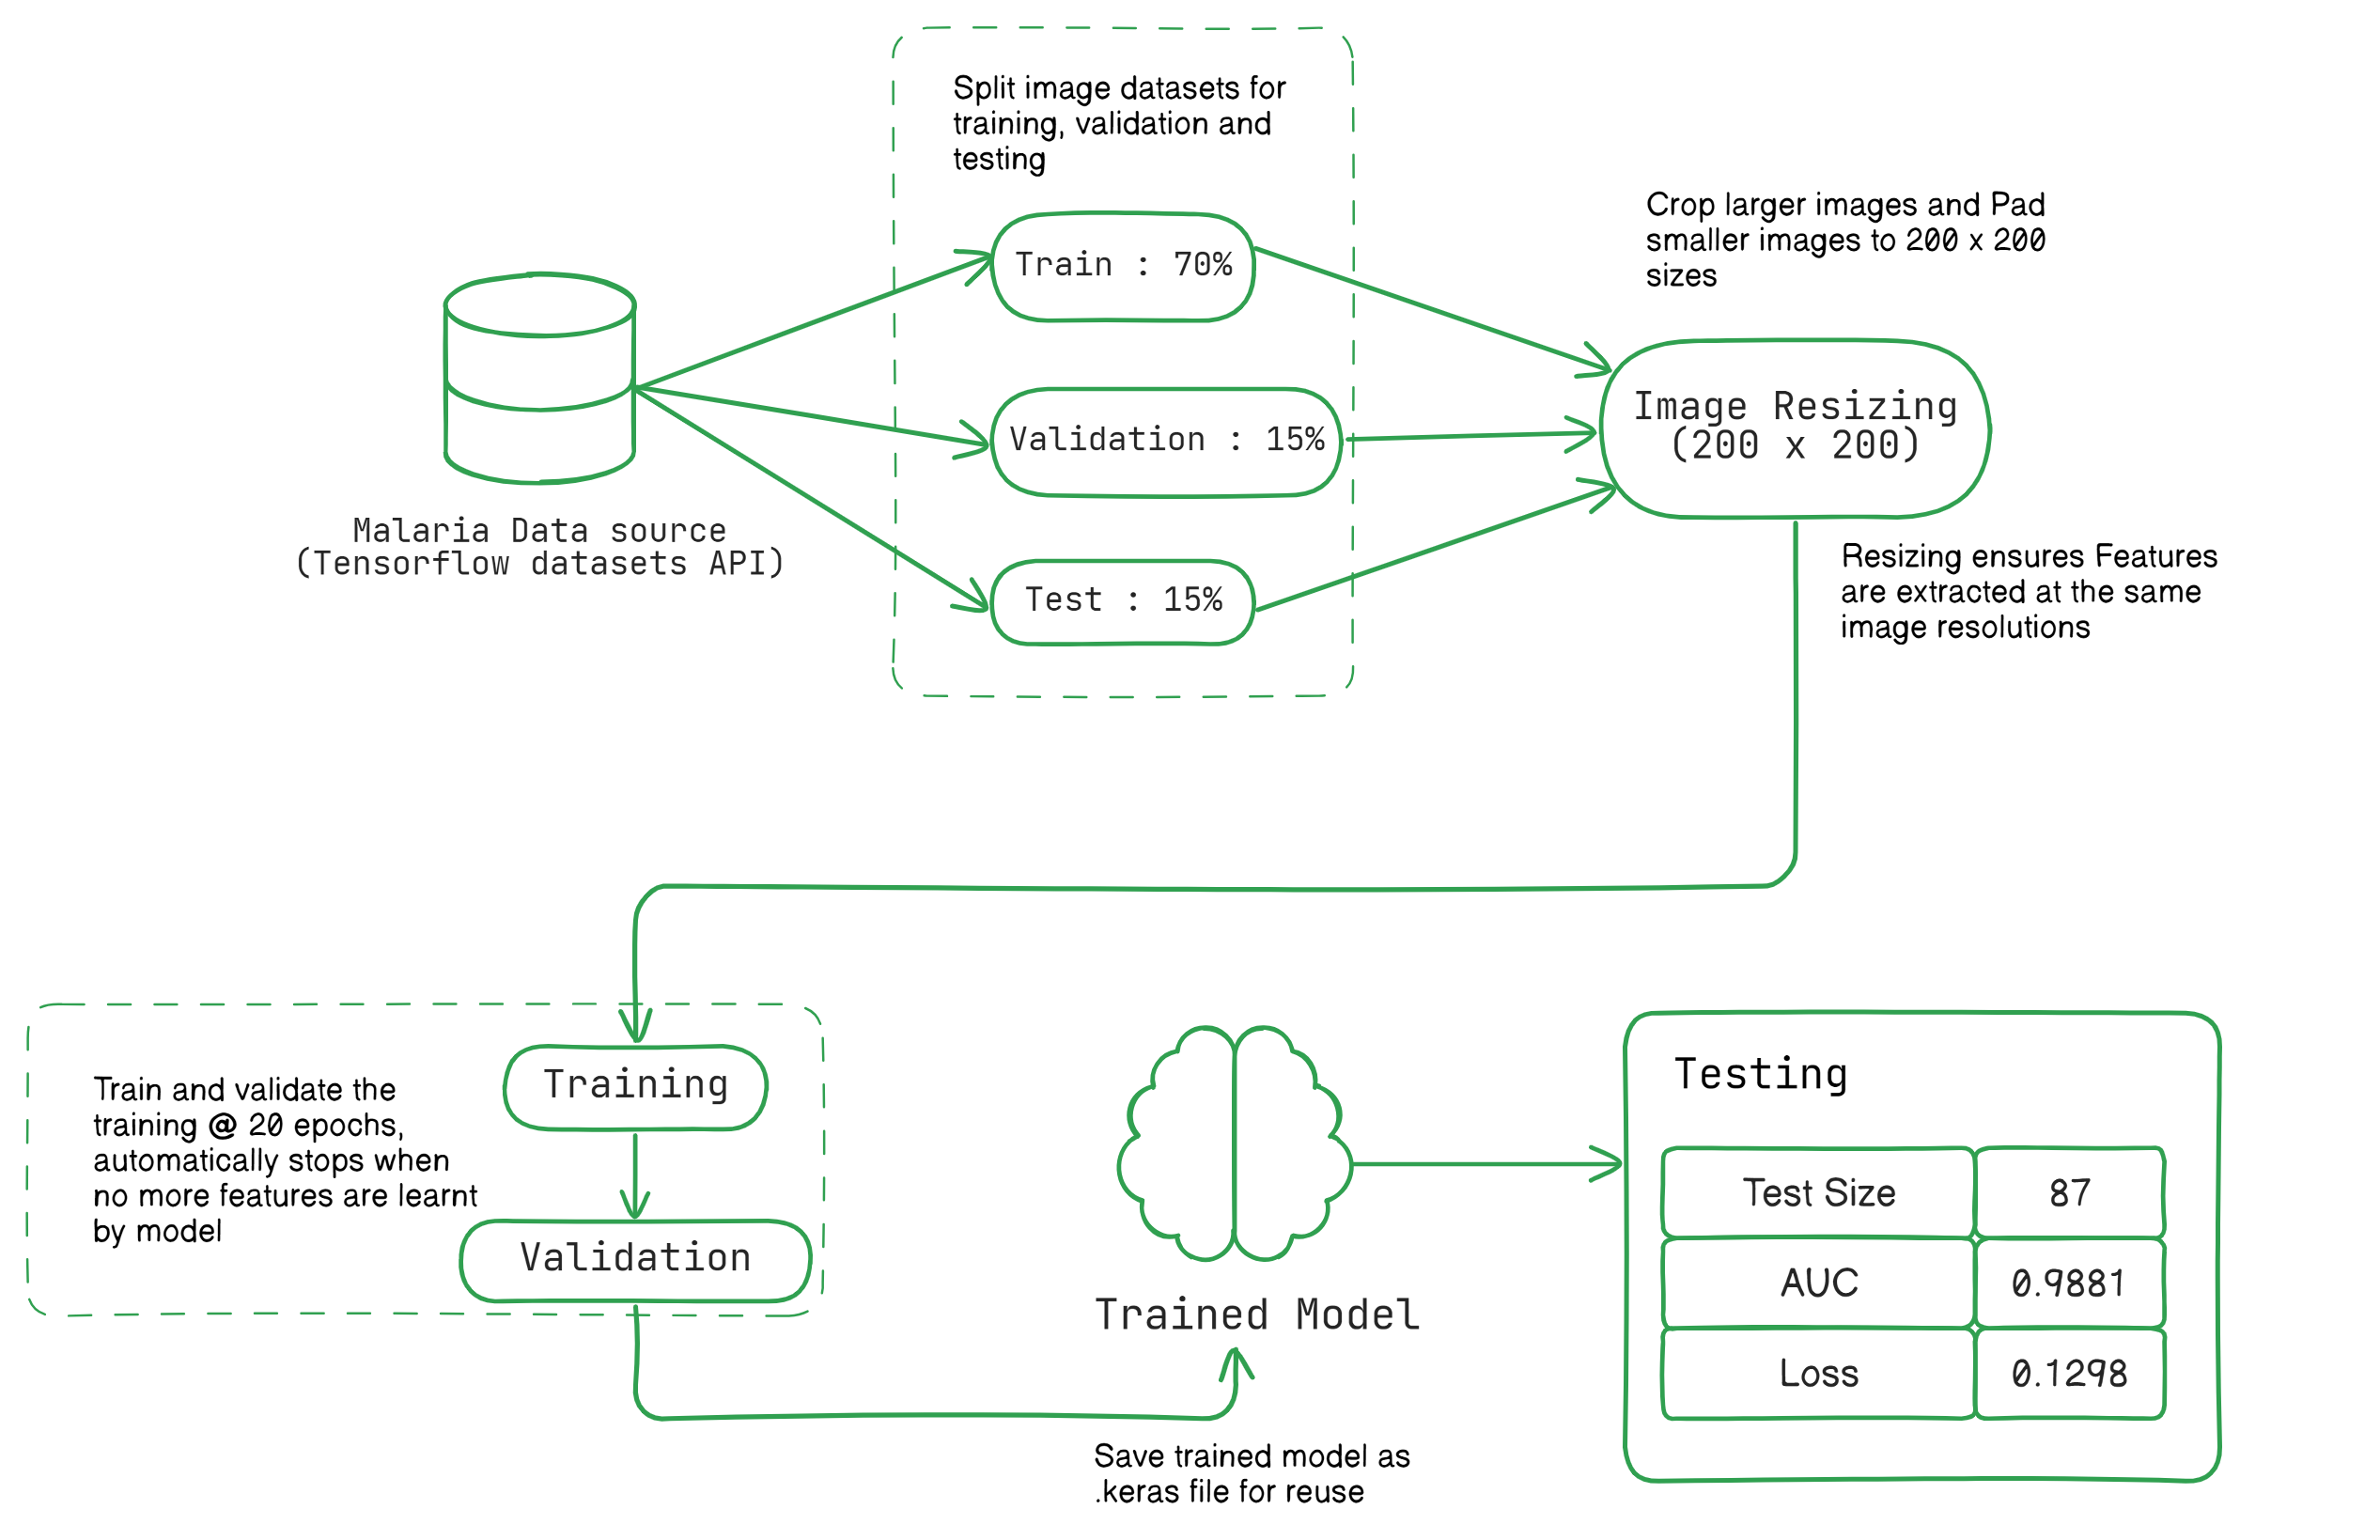 Split image datasets for
training, validation and
testing
Train : 70%
Validation : 15%
Test : 15%
Malaria Data source
(Tensorflow datasets API)
Crop larger images and Pad
smaller images to 200 x 200
sizes
Image Resizing
(200 x 200)
Resizing ensures Features
are extracted at the same
image resolutions
Train and validate the
training @ 20 epochs,
automatically stops when
no more features are learnt
by model
Training
Validation
Trained Model
Save trained model as
.keras file for reuse
Testing
Test Size 87
AUC 0.9881
Loss 0.1298